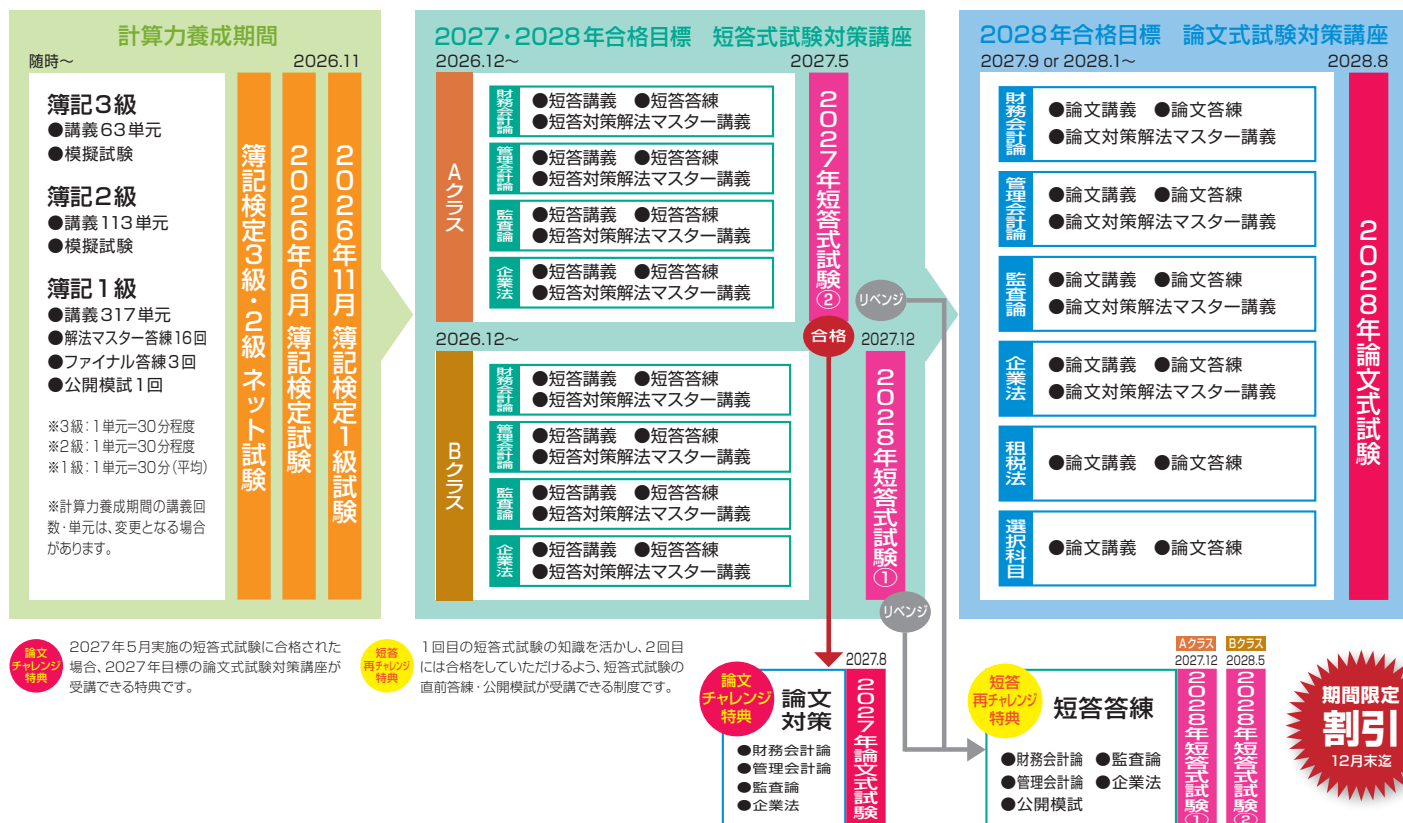 計算力養成期間
随時～
2026.11
簿記3級
●講義63単元
●模擬試験
簿記2級
●講義113単元
●模擬試験
簿記1級
●講義317単元
●解法マスター答練16回
●ファイナル答練3回
●公開模試1回
※3級：1単元=30分程度
※2級：1単元=30分程度
※1級：1単元=30分(平均)
※計算力養成期間の講義回
数・単元は、変更となる場合
があります。
簿記検定3級・2級 ネット試験
2026年6月 簿記検定試験
2026年11月 簿記検定1級試験
2027・2028年合格目標 短答式試験対策講座
2026.12～
2027.5
Aクラス
財務会計論
●短答講義 ●短答答練
●短答対策解法マスター講義
管理会計論
●短答講義 ●短答答練
●短答対策解法マスター講義
監査論
●短答講義 ●短答答練
●短答対策解法マスター講義
企業法
●短答講義 ●短答答練
●短答対策解法マスター講義
2027年短答式試験②
リベンジ
合格
2026.12～
2027.12
Bクラス
財務会計論
●短答講義 ●短答答練
●短答対策解法マスター講義
管理会計論
●短答講義 ●短答答練
●短答対策解法マスター講義
監査論
●短答講義 ●短答答練
●短答対策解法マスター講義
企業法
●短答講義 ●短答答練
●短答対策解法マスター講義
2028年短答式試験①
リベンジ
2028年合格目標 論文式試験対策講座
2027.9 or 2028.1～
2028.8
財務会計論
●論文講義 ●論文答練
●論文対策解法マスター講義
管理会計論
●論文講義 ●論文答練
●論文対策解法マスター講義
監査論
●論文講義 ●論文答練
●論文対策解法マスター講義
企業法
●論文講義 ●論文答練
●論文対策解法マスター講義
租税法
●論文講義 ●論文答練
選択科目
●論文講義 ●論文答練
2028年論文式試験
論文
チャレンジ
特典
2027年5月実施の短答式試験に合格された
場合、2027年目標の論文式試験対策講座が
受講できる特典です。
短答
再チャレンジ
特典
1回目の短答式試験の知識を活かし、2回目
には合格をしていただけるよう、短答式試験の
直前答練・公開模試が受講できる制度です。
論文
チャレンジ
特典
論文
対策
●財務会計論
●管理会計論
●監査論
●企業法
2027.8
2027年論文式試験
短答
再チャレンジ
特典
短答答練
●財務会計論 ●監査論
●管理会計論 ●企業法
●公開模試
Aクラス
2027.12
2028年短答式試験①
Bクラス
2028.5
2028年短答式試験②
期間限定
割引
12月末迄